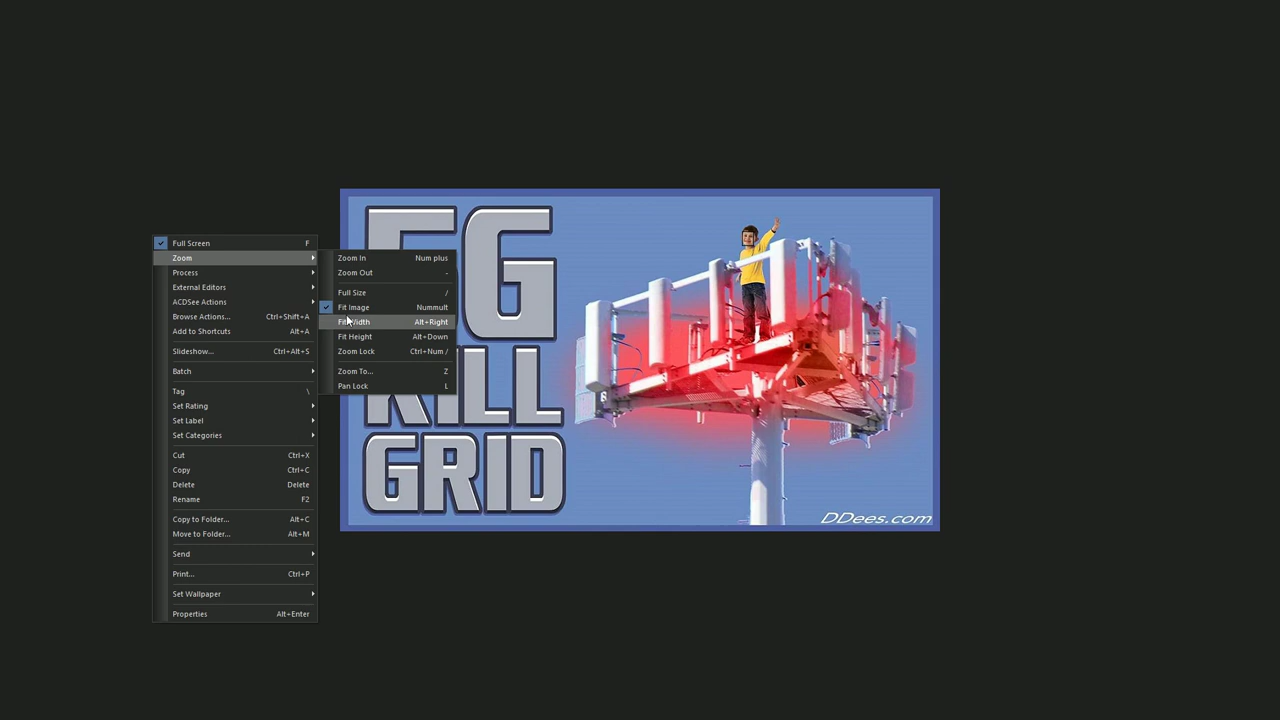 Full Screen F
Zoom
Process
External Editors
ACDSee Actions
Browse Actions... Ctrl+Shift+A
Add to Shortcuts Alt+A
Slideshow... Ctrl+Alt+S
Batch
Tag \
Set Rating
Set Label
Set Categories
Cut Ctrl+X
Copy Ctrl+C
Delete Delete
Rename F2
Copy to Folder... Alt+C
Move to Folder... Alt+M
Send
Print... Ctrl+P
Set Wallpaper
Properties Alt+Enter
Zoom In Num plus
Zoom Out -
Full Size /
Fit Image Nummult
Fit Width Alt+Right
Fit Height Alt+Down
Zoom Lock Ctrl+Num /
Zoom To... Z
Pan Lock L
5G
KILL
GRID
DDees.com